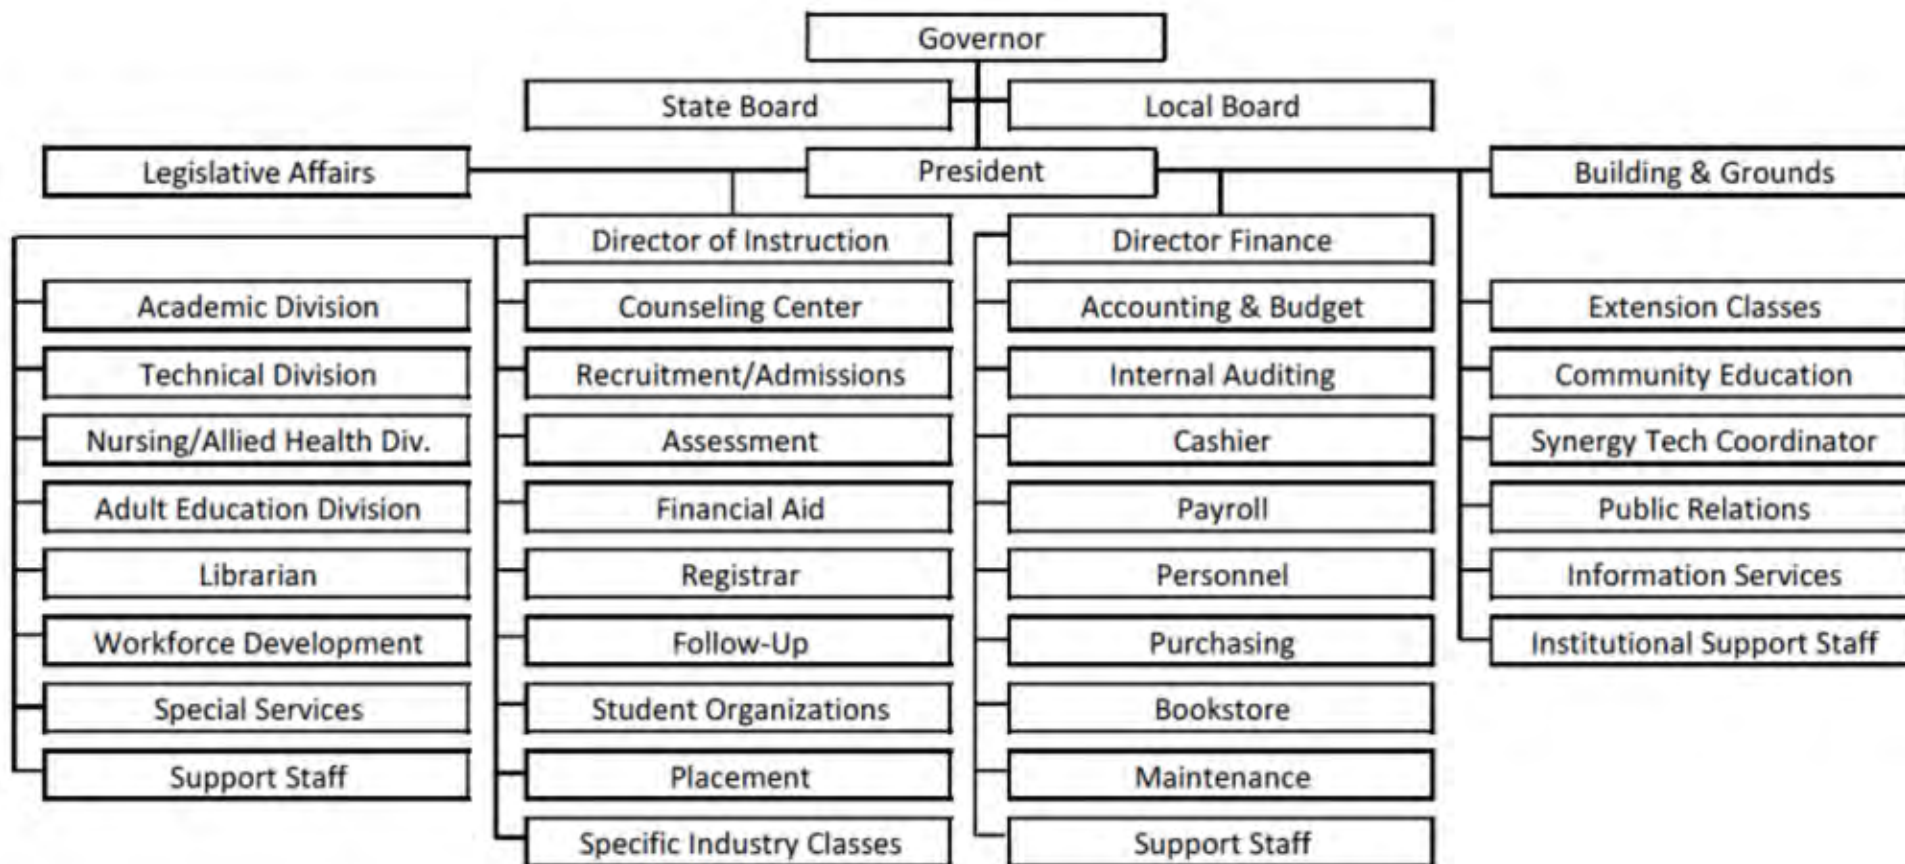 Governor
State Board
Local Board
Legislative Affairs
President
Building & Grounds
Director of Instruction
Director Finance
Academic Division
Counseling Center
Accounting & Budget
Extension Classes
Technical Division
Recruitment/Admissions
Internal Auditing
Community Education
Nursing/Allied Health Div.
Assessment
Cashier
Synergy Tech Coordinator
Adult Education Division
Financial Aid
Payroll
Public Relations
Librarian
Registrar
Personnel
Information Services
Workforce Development
Follow-Up
Purchasing
Institutional Support Staff
Special Services
Student Organizations
Bookstore
Support Staff
Placement
Maintenance
Specific Industry Classes
Support Staff